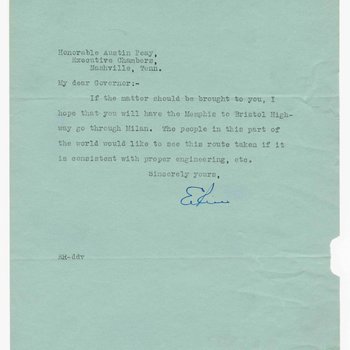 Honorable Austin Peay,
Executive Chambers,
Nashville, Tenn.
My dear Governor:-
If the matter should be brought to you, I
hope that you will have the Memphis to Bristol High-
way go through Milan. The people in this part of
the world would like to see this route taken if it
is consistent with proper engineering, etc.
Sincerely yours,
ER-ddv